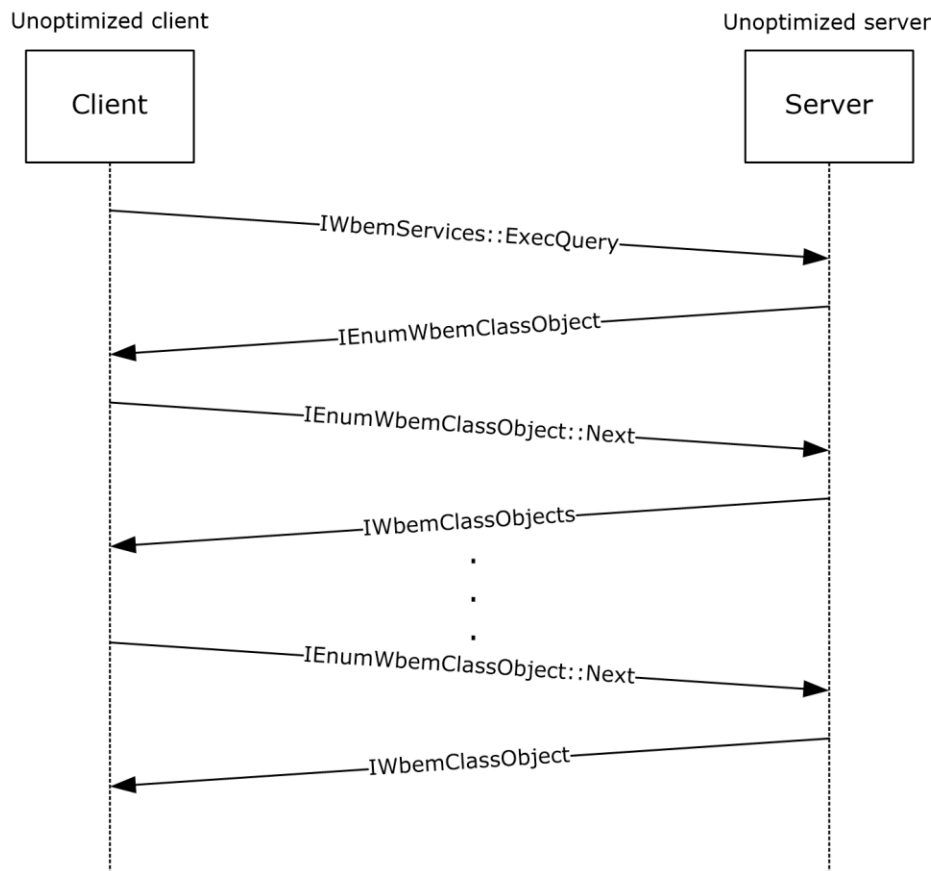 Unoptimized client
Unoptimized server
Client
Server
IWbemServices::ExecQuery
IEnumWbemClassObject
IEnumWbemClassObject::Next
IWbemClassObjects
.
.
.
IEnumWbemClassObject::Next
IWbemClassObject